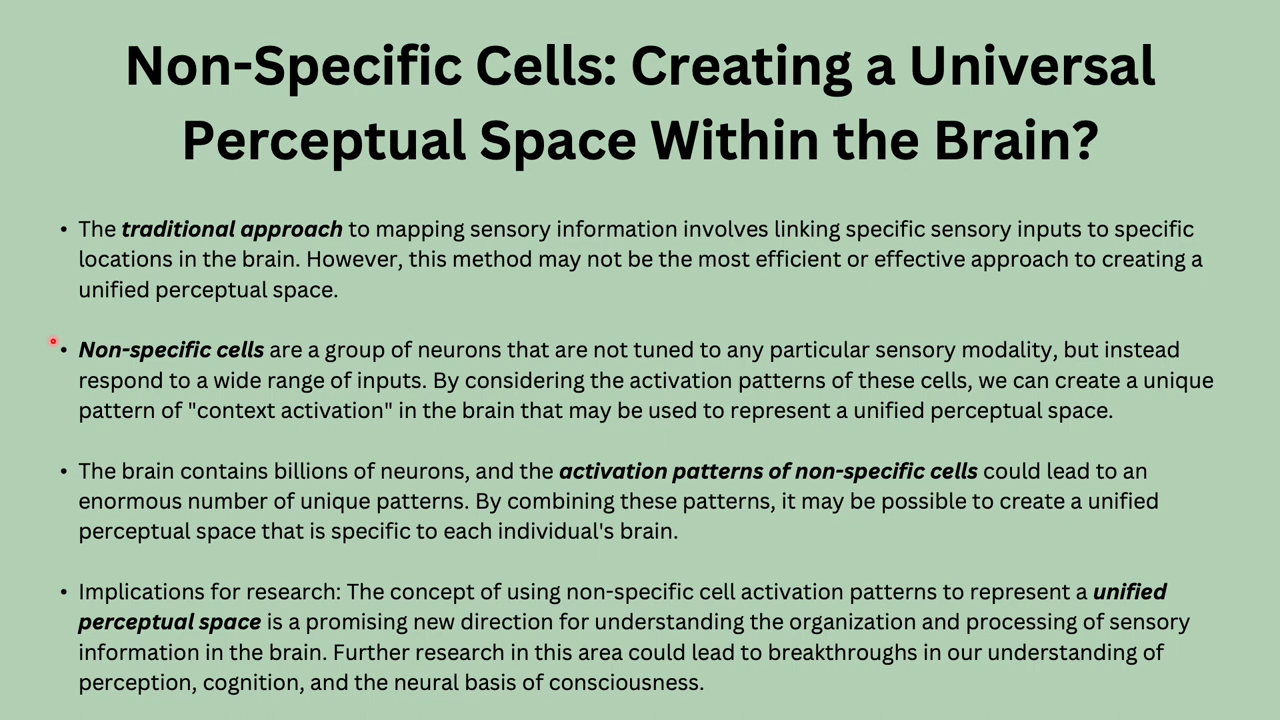 Non-Specific Cells: Creating a Universal
Perceptual Space Within the Brain?
• The traditional approach to mapping sensory information involves linking specific sensory inputs to specific
locations in the brain. However, this method may not be the most efficient or effective approach to creating a
unified perceptual space.
• Non-specific cells are a group of neurons that are not tuned to any particular sensory modality, but instead
respond to a wide range of inputs. By considering the activation patterns of these cells, we can create a unique
pattern of "context activation" in the brain that may be used to represent a unified perceptual space.
• The brain contains billions of neurons, and the activation patterns of non-specific cells could lead to an
enormous number of unique patterns. By combining these patterns, it may be possible to create a unified
perceptual space that is specific to each individual's brain.
• Implications for research: The concept of using non-specific cell activation patterns to represent a unified
perceptual space is a promising new direction for understanding the organization and processing of sensory
information in the brain. Further research in this area could lead to breakthroughs in our understanding of
perception, cognition, and the neural basis of consciousness.